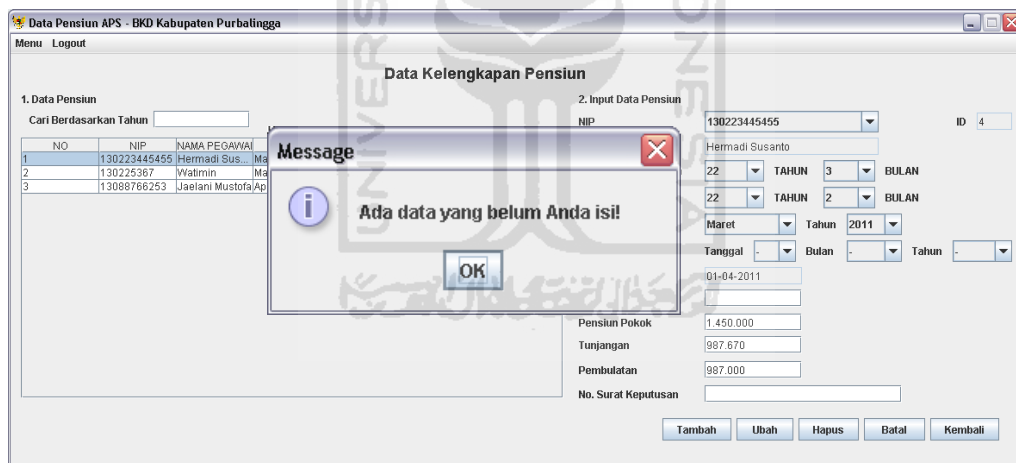 Data Pensiun APS - BKD Kabupaten Purbalingga
Menu Logout
Data Kelengkapan Pensiun
1. Data Pensiun
Cari Berdasarkan Tahun
NO NIP NAMA PEGAWAI
1 130223445455 Hermadi Sus... Ma
2 130225367 Watimin Ma
3 13088766253 Jaelani Mustofa Ap
Message
Ada data yang belum Anda isi!
OK
2. Input Data Pensiun
NIP 130223445455 ID 4
Hermadi Susanto
22 TAHUN 3 BULAN
22 TAHUN 2 BULAN
Maret Tahun 2011
Tanggal - Bulan - Tahun -
01-04-2011
Pensiun Pokok 1.450.000
Tunjangan 987.670
Pembulatan 987.000
No. Surat Keputusan
Tambah Ubah Hapus Batal Kembali